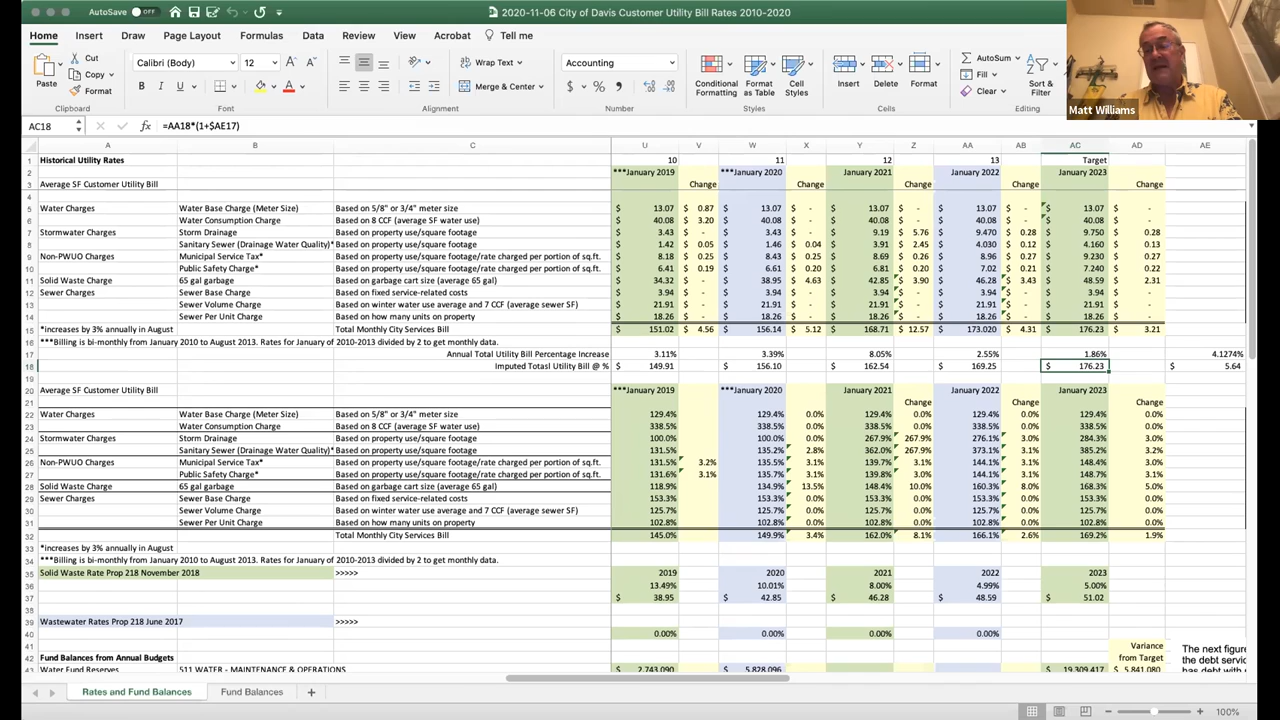 AutoSave OFF 2020-11-06 City of Davis Customer Utility Bill Rates 2010-2020
Home Insert Draw Page Layout Formulas Data Review View Acrobat Tell me
Paste Cut Copy Format Calibri (Body) 12 Wrap Text Merge & Center Accounting Conditional Formatting Format as Table Cell Styles Insert Delete Format AutoSum Fill Clear Sort & Filter
Clipboard Font Alignment Number Styles Cells Editing
Matt Williams
AC18 fx =AA18*(1+$AE17)
A B C U V W X Y Z AA AB AC AD AE
1 Historical Utility Rates 10 11 12 13 Target
2 ***January 2019 ***January 2020 January 2021 January 2022 January 2023
3 Average SF Customer Utility Bill Change Change Change Change Change
4
5 Water Charges Water Base Charge (Meter Size) Based on 5/8" or 3/4" meter size $ 13.07 $ 0.87 $ 13.07 $ - $ 13.07 $ - $ 13.07 $ - $ 13.07 $ -
6 Water Consumption Charge Based on 8 CCF (average SF water use) $ 40.08 $ 3.20 $ 40.08 $ - $ 40.08 $ - $ 40.08 $ - $ 40.08 $ -
7 Stormwater Charges Storm Drainage Based on property use/square footage $ 3.43 $ - $ 3.43 $ - $ 9.19 $ 5.76 $ 9.470 $ 0.28 $ 9.750 $ 0.28
8 Sanitary Sewer (Drainage Water Quality)* Based on property use/square footage $ 1.42 $ 0.05 $ 1.46 $ 0.04 $ 3.91 $ 2.45 $ 4.030 $ 0.12 $ 4.160 $ 0.13
9 Non-PWUO Charges Municipal Service Tax* Based on property use/square footage/rate charged per portion of sq.ft. $ 8.18 $ 0.25 $ 8.43 $ 0.25 $ 8.69 $ 0.26 $ 8.96 $ 0.27 $ 9.230 $ 0.27
10 Public Safety Charge* Based on property use/square footage/rate charged per portion of sq.ft. $ 6.41 $ 0.19 $ 6.61 $ 0.20 $ 6.81 $ 0.20 $ 7.02 $ 0.21 $ 7.240 $ 0.22
11 Solid Waste Charge 65 gal garbage Based on garbage cart size (average 65 gal) $ 34.32 $ - $ 38.95 $ 4.63 $ 42.85 $ 3.90 $ 46.28 $ 3.43 $ 48.59 $ 2.31
12 Sewer Charges Sewer Base Charge Based on fixed service-related costs $ 3.94 $ - $ 3.94 $ - $ 3.94 $ - $ 3.94 $ - $ 3.94 $ -
13 Sewer Volume Charge Based on winter water use average and 7 CCF (average sewer SF) $ 21.91 $ - $ 21.91 $ - $ 21.91 $ - $ 21.91 $ - $ 21.91 $ -
14 Sewer Per Unit Charge Based on how many units on property $ 18.26 $ - $ 18.26 $ - $ 18.26 $ - $ 18.26 $ - $ 18.26 $ -
15 *increases by 3% annually in August Total Monthly City Services Bill $ 151.02 $ 4.56 $ 156.14 $ 5.12 $ 168.71 $ 12.57 $ 173.020 $ 4.31 $ 176.23 $ 3.21
16 ***Billing is bi-monthly from January 2010 to August 2013. Rates for January of 2010-2013 divided by 2 to get monthly data.
17 Annual Total Utility Bill Percentage Increase 3.11% 3.39% 8.05% 2.55% 1.86% 4.1274%
18 Imputed Totasl Utility Bill @ % $ 149.91 $ 156.10 $ 162.54 $ 169.25 $ 176.23 $ 5.64
19
20 Average SF Customer Utility Bill ***January 2019 ***January 2020 January 2021 January 2022 January 2023
21 Change Change Change
22 Water Charges Water Base Charge (Meter Size) Based on 5/8" or 3/4" meter size 129.4% 129.4% 0.0% 129.4% 0.0% 129.4% 0.0% 129.4% 0.0%
23 Water Consumption Charge Based on 8 CCF (average SF water use) 338.5% 338.5% 0.0% 338.5% 0.0% 338.5% 0.0% 338.5% 0.0%
24 Stormwater Charges Storm Drainage Based on property use/square footage 100.0% 100.0% 0.0% 267.9% 267.9% 276.1% 3.0% 284.3% 3.0%
25 Sanitary Sewer (Drainage Water Quality)* Based on property use/square footage 131.5% 135.2% 2.8% 362.0% 267.9% 373.1% 3.1% 385.2% 3.2%
26 Non-PWUO Charges Municipal Service Tax* Based on property use/square footage/rate charged per portion of sq.ft. 131.5% 3.2% 135.5% 3.1% 139.7% 3.1% 144.1% 3.1% 148.4% 3.0%
27 Public Safety Charge* Based on property use/square footage/rate charged per portion of sq.ft. 131.6% 3.1% 135.7% 3.1% 139.8% 3.0% 144.1% 3.1% 148.7% 3.1%
28 Solid Waste Charge 65 gal garbage Based on garbage cart size (average 65 gal) 118.9% 134.9% 13.5% 148.4% 10.0% 160.3% 8.0% 168.3% 5.0%
29 Sewer Charges Sewer Base Charge Based on fixed service-related costs 153.3% 153.3% 0.0% 153.3% 0.0% 153.3% 0.0% 153.3% 0.0%
30 Sewer Volume Charge Based on winter water use average and 7 CCF (average sewer SF) 125.7% 125.7% 0.0% 125.7% 0.0% 125.7% 0.0% 125.7% 0.0%
31 Sewer Per Unit Charge Based on how many units on property 102.8% 102.8% 0.0% 102.8% 0.0% 102.8% 0.0% 102.8% 0.0%
32 Total Monthly City Services Bill 145.0% 149.9% 3.4% 162.0% 8.1% 166.1% 2.6% 169.2% 1.9%
33 *increases by 3% annually in August
34 ***Billing is bi-monthly from January 2010 to August 2013. Rates for January of 2010-2013 divided by 2 to get monthly data.
35 Solid Waste Rate Prop 218 November 2018 >>>>> 2019 2020 2021 2022 2023
36 13.49% 10.01% 8.00% 4.99% 5.00%
37 $ 38.95 $ 42.85 $ 46.28 $ 48.59 $ 51.02
38
39 Wastewater Rates Prop 218 June 2017 >>>>>
40 0.00% 0.00% 0.00% 0.00%
41 Variance
42 Fund Balances from Annual Budgets from Target
43 Water Fund Reserves 511 WATER - MAINTENANCE & OPERATIONS $ 2,743,090 $ 5,828,096 $ 19,309,417 $ 5,841,080
The next figure
the debt servic
has debt with
Rates and Fund Balances Fund Balances +
100%